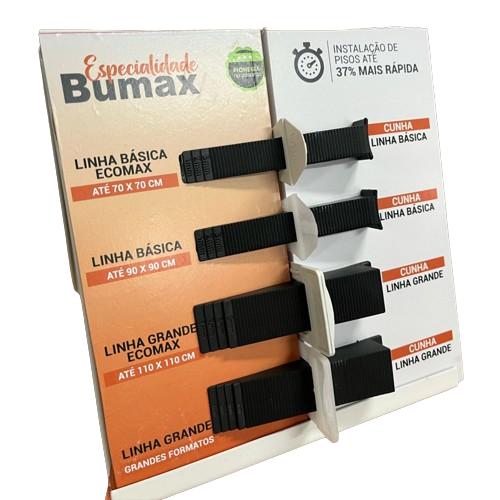 Especialidade
Bumax
PIONEIRA
INSTALAÇÃO DE
PISOS ATÉ
37% MAIS RÁPIDA
LINHA BÁSICA
ECOMAX
ATÉ 70 X 70 CM
CUNHA
LINHA BÁSICA
LINHA BÁSICA
ATÉ 90 X 90 CM
CUNHA
LINHA BÁSICA
LINHA GRANDE
ECOMAX
ATÉ 110 X 110 CM
CUNHA
LINHA GRANDE
LINHA GRANDE
GRANDES FORMATOS
CUNHA
LINHA GRANDE